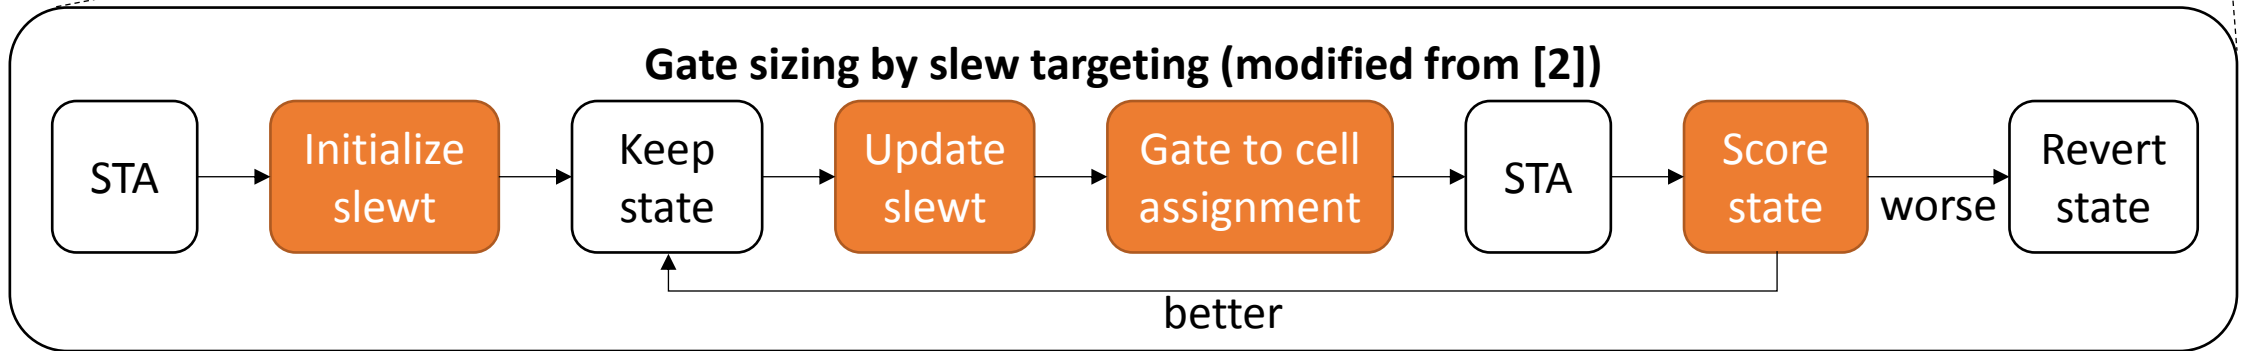 Gate sizing by slew targeting (modified from [2])
STA
Initialize
slewt
Keep
state
Update
slewt
Gate to cell
assignment
STA
Score
state
worse
Revert
state
better